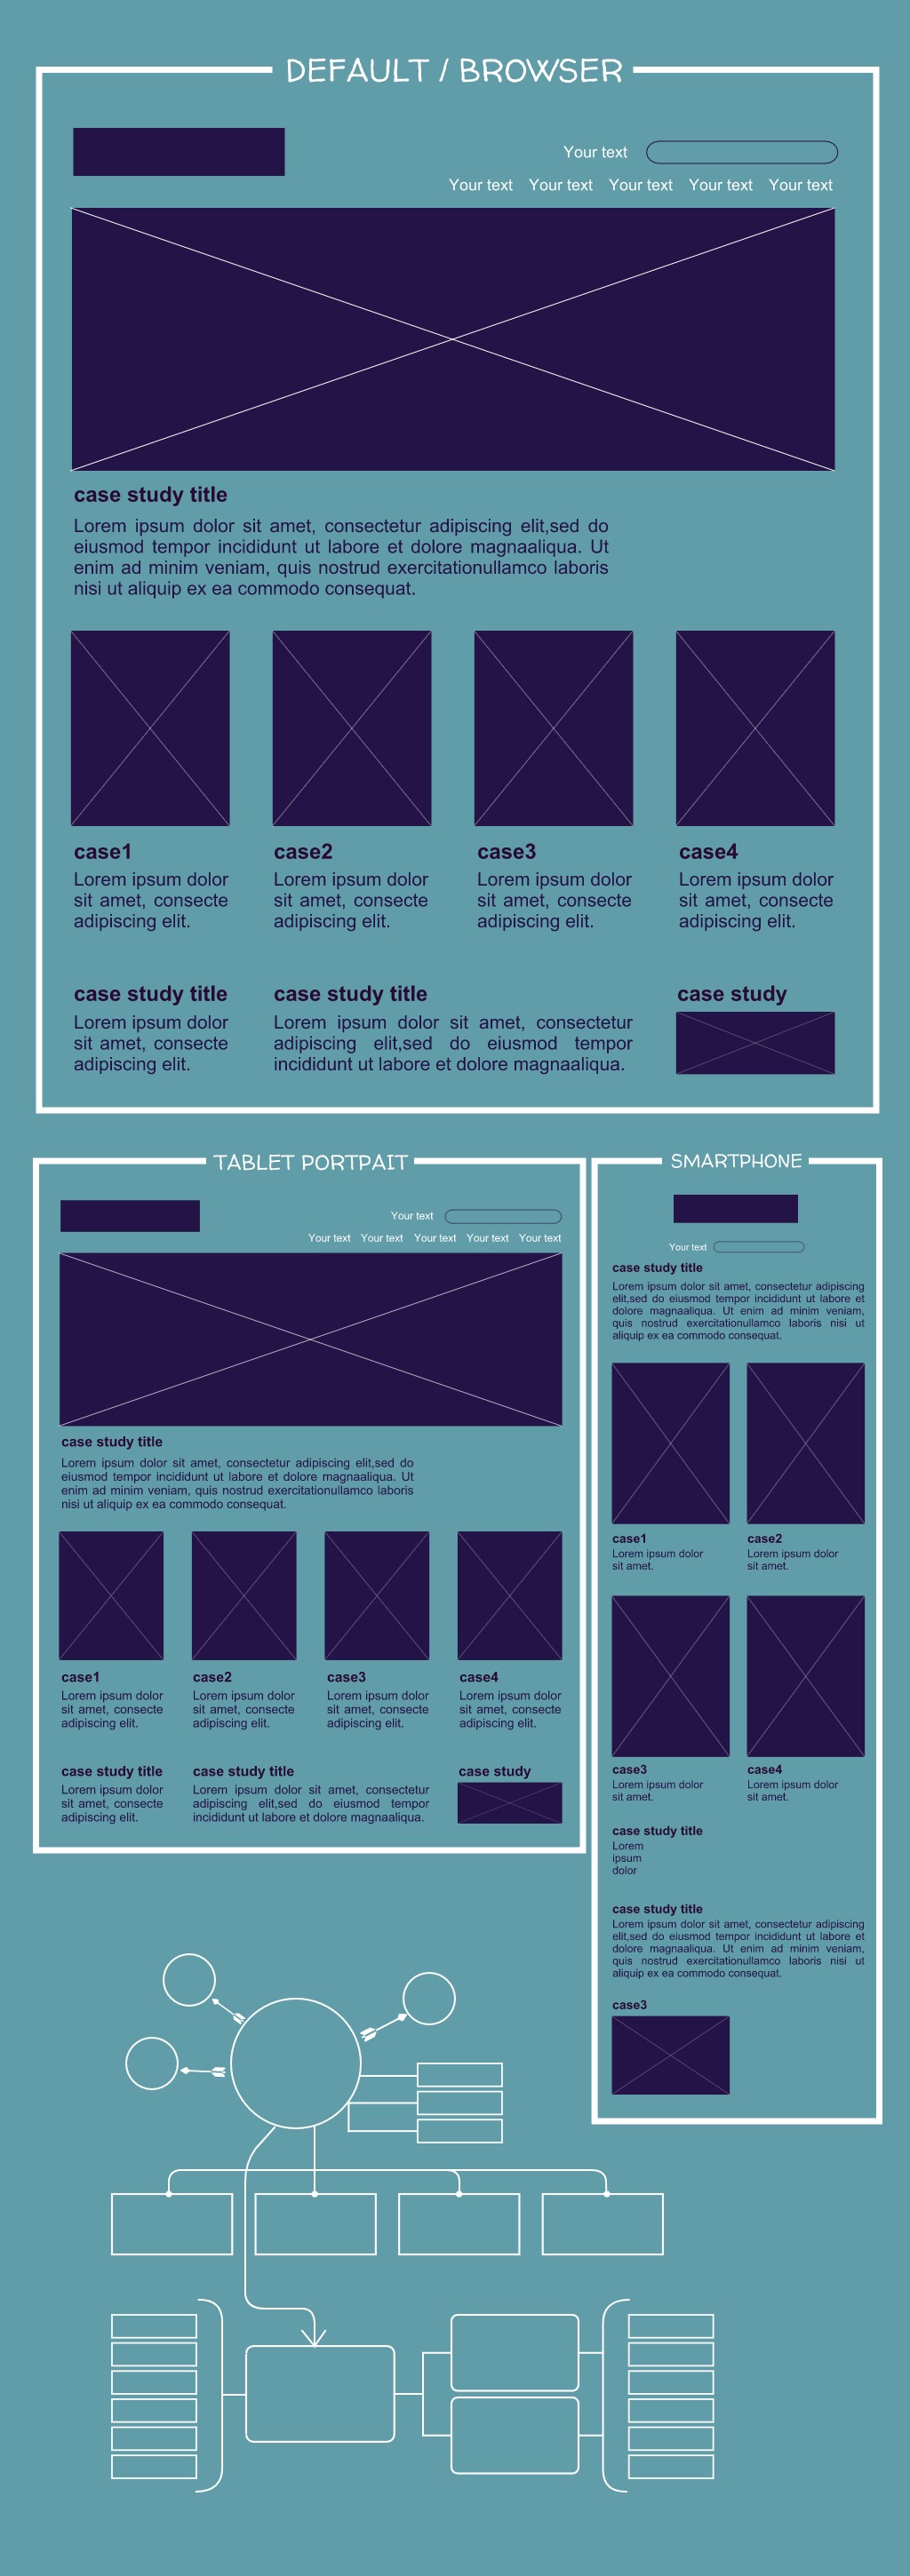 DEFAULT / BROWSER
Your text
Your text Your text Your text Your text Your text
case study title
Lorem ipsum dolor sit amet, consectetur adipiscing elit,sed do
eiusmod tempor incididunt ut labore et dolore magnaaliqua. Ut
enim ad minim veniam, quis nostrud exercitationullamco laboris
nisi ut aliquip ex ea commodo consequat.
case1
Lorem ipsum dolor
sit amet, consecte
adipiscing elit.
case2
Lorem ipsum dolor
sit amet, consecte
adipiscing elit.
case3
Lorem ipsum dolor
sit amet, consecte
adipiscing elit.
case4
Lorem ipsum dolor
sit amet, consecte
adipiscing elit.
case study title
Lorem ipsum dolor
sit amet, consecte
adipiscing elit.
case study title
Lorem ipsum dolor sit amet, consectetur
adipiscing elit,sed do eiusmod tempor
incididunt ut labore et dolore magnaaliqua.
case study
TABLET PORTPAIT
Your text
Your text Your text Your text Your text Your text
case study title
Lorem ipsum dolor sit amet, consectetur adipiscing elit,sed do
eiusmod tempor incididunt ut labore et dolore magnaaliqua. Ut
enim ad minim veniam, quis nostrud exercitationullamco laboris
nisi ut aliquip ex ea commodo consequat.
case1
Lorem ipsum dolor
sit amet, consecte
adipiscing elit.
case2
Lorem ipsum dolor
sit amet, consecte
adipiscing elit.
case3
Lorem ipsum dolor
sit amet, consecte
adipiscing elit.
case4
Lorem ipsum dolor
sit amet, consecte
adipiscing elit.
case study title
Lorem ipsum dolor
sit amet, consecte
adipiscing elit.
case study title
Lorem ipsum dolor sit amet, consectetur
adipiscing elit,sed do eiusmod tempor
incididunt ut labore et dolore magnaaliqua.
case study
SMARTPHONE
Your text
case study title
Lorem ipsum dolor sit amet, consectetur adipiscing
elit,sed do eiusmod tempor incididunt ut labore et
dolore magnaaliqua. Ut enim ad minim veniam,
quis nostrud exercitationullamco laboris nisi ut
aliquip ex ea commodo consequat.
case1
Lorem ipsum dolor
sit amet.
case2
Lorem ipsum dolor
sit amet.
case3
Lorem ipsum dolor
sit amet.
case4
Lorem ipsum dolor
sit amet.
case study title
Lorem
ipsum
dolor
case study title
Lorem ipsum dolor sit amet, consectetur adipiscing
elit,sed do eiusmod tempor incididunt ut labore et
dolore magnaaliqua. Ut enim ad minim veniam,
quis nostrud exercitationullamco laboris nisi ut
aliquip ex ea commodo consequat.
case3